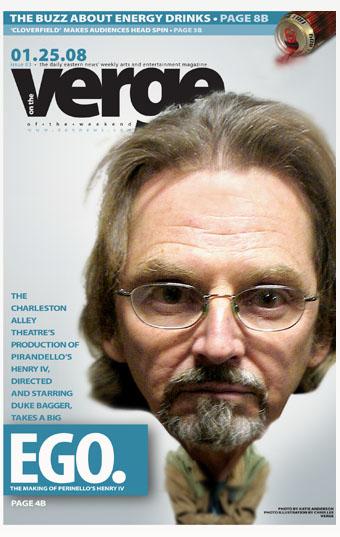 THE BUZZ ABOUT ENERGY DRINKS • PAGE 8B
'CLOVERFIELD' MAKES AUDIENCES HEAD SPIN • PAGE 3B
01.25.08
issue 03 • the daily eastern news' weekly arts and entertainment magazine
on the verge
o f • t h e • w e e k e n d
w w w . d e n n e w s . c o m
THE
CHARLESTON
ALLEY
THEATRE'S
PRODUCTION OF
PIRANDELLO'S
HENRY IV,
DIRECTED
AND STARRING
DUKE BAGGER,
TAKES A BIG
EGO.
THE MAKING OF PERINELLO'S HENRY IV
PAGE 4B
PHOTO BY KATIE ANDERSON
PHOTO ILLUSTRATION BY
VERGE